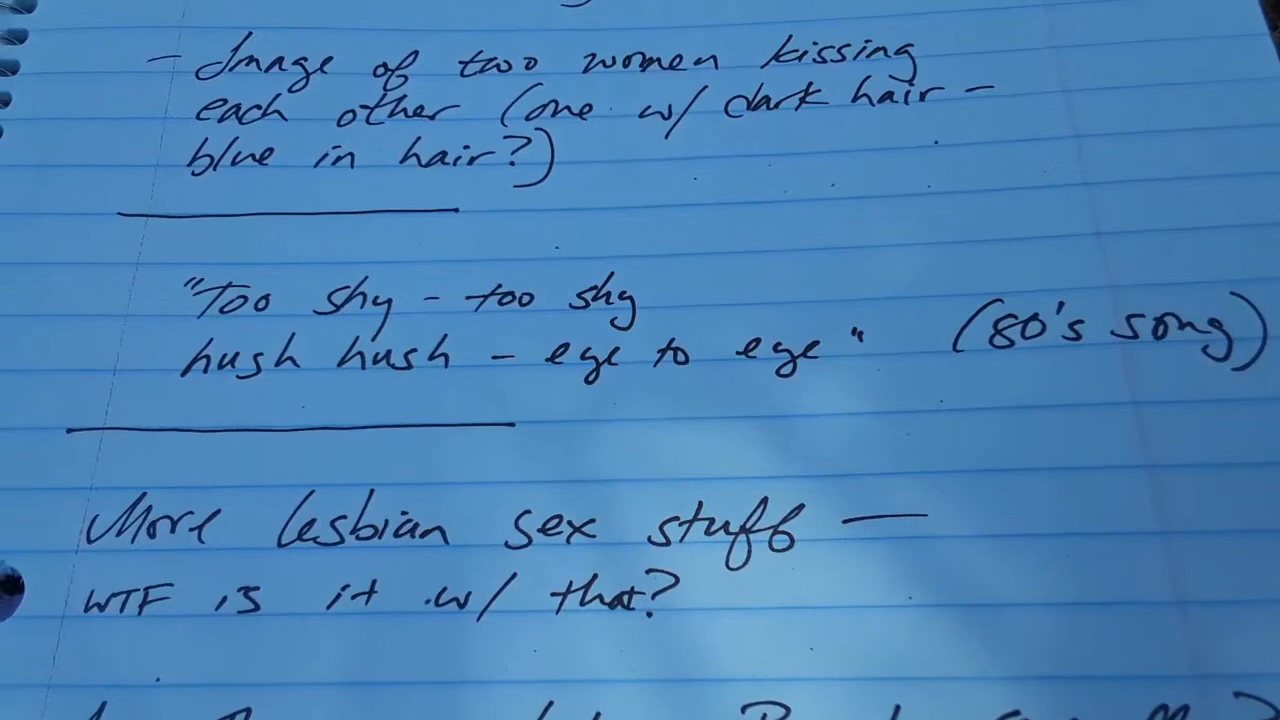 - Image of two women kissing
each other (one w/ dark hair -
blue in hair?)
"Too shy - too shy
hush hush - eye to eye" (80's song)
More lesbian sex stuff —
WTF is it w/ that?